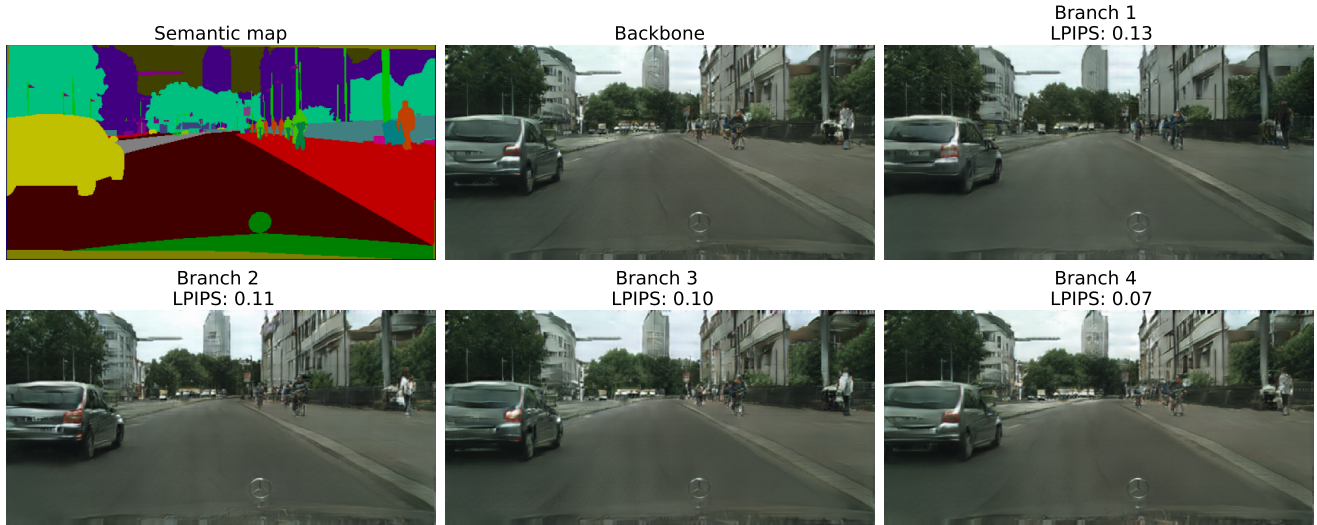 Semantic map
Backbone
Branch 1
LPIPS: 0.13
Branch 2
LPIPS: 0.11
Branch 3
LPIPS: 0.10
Branch 4
LPIPS: 0.07